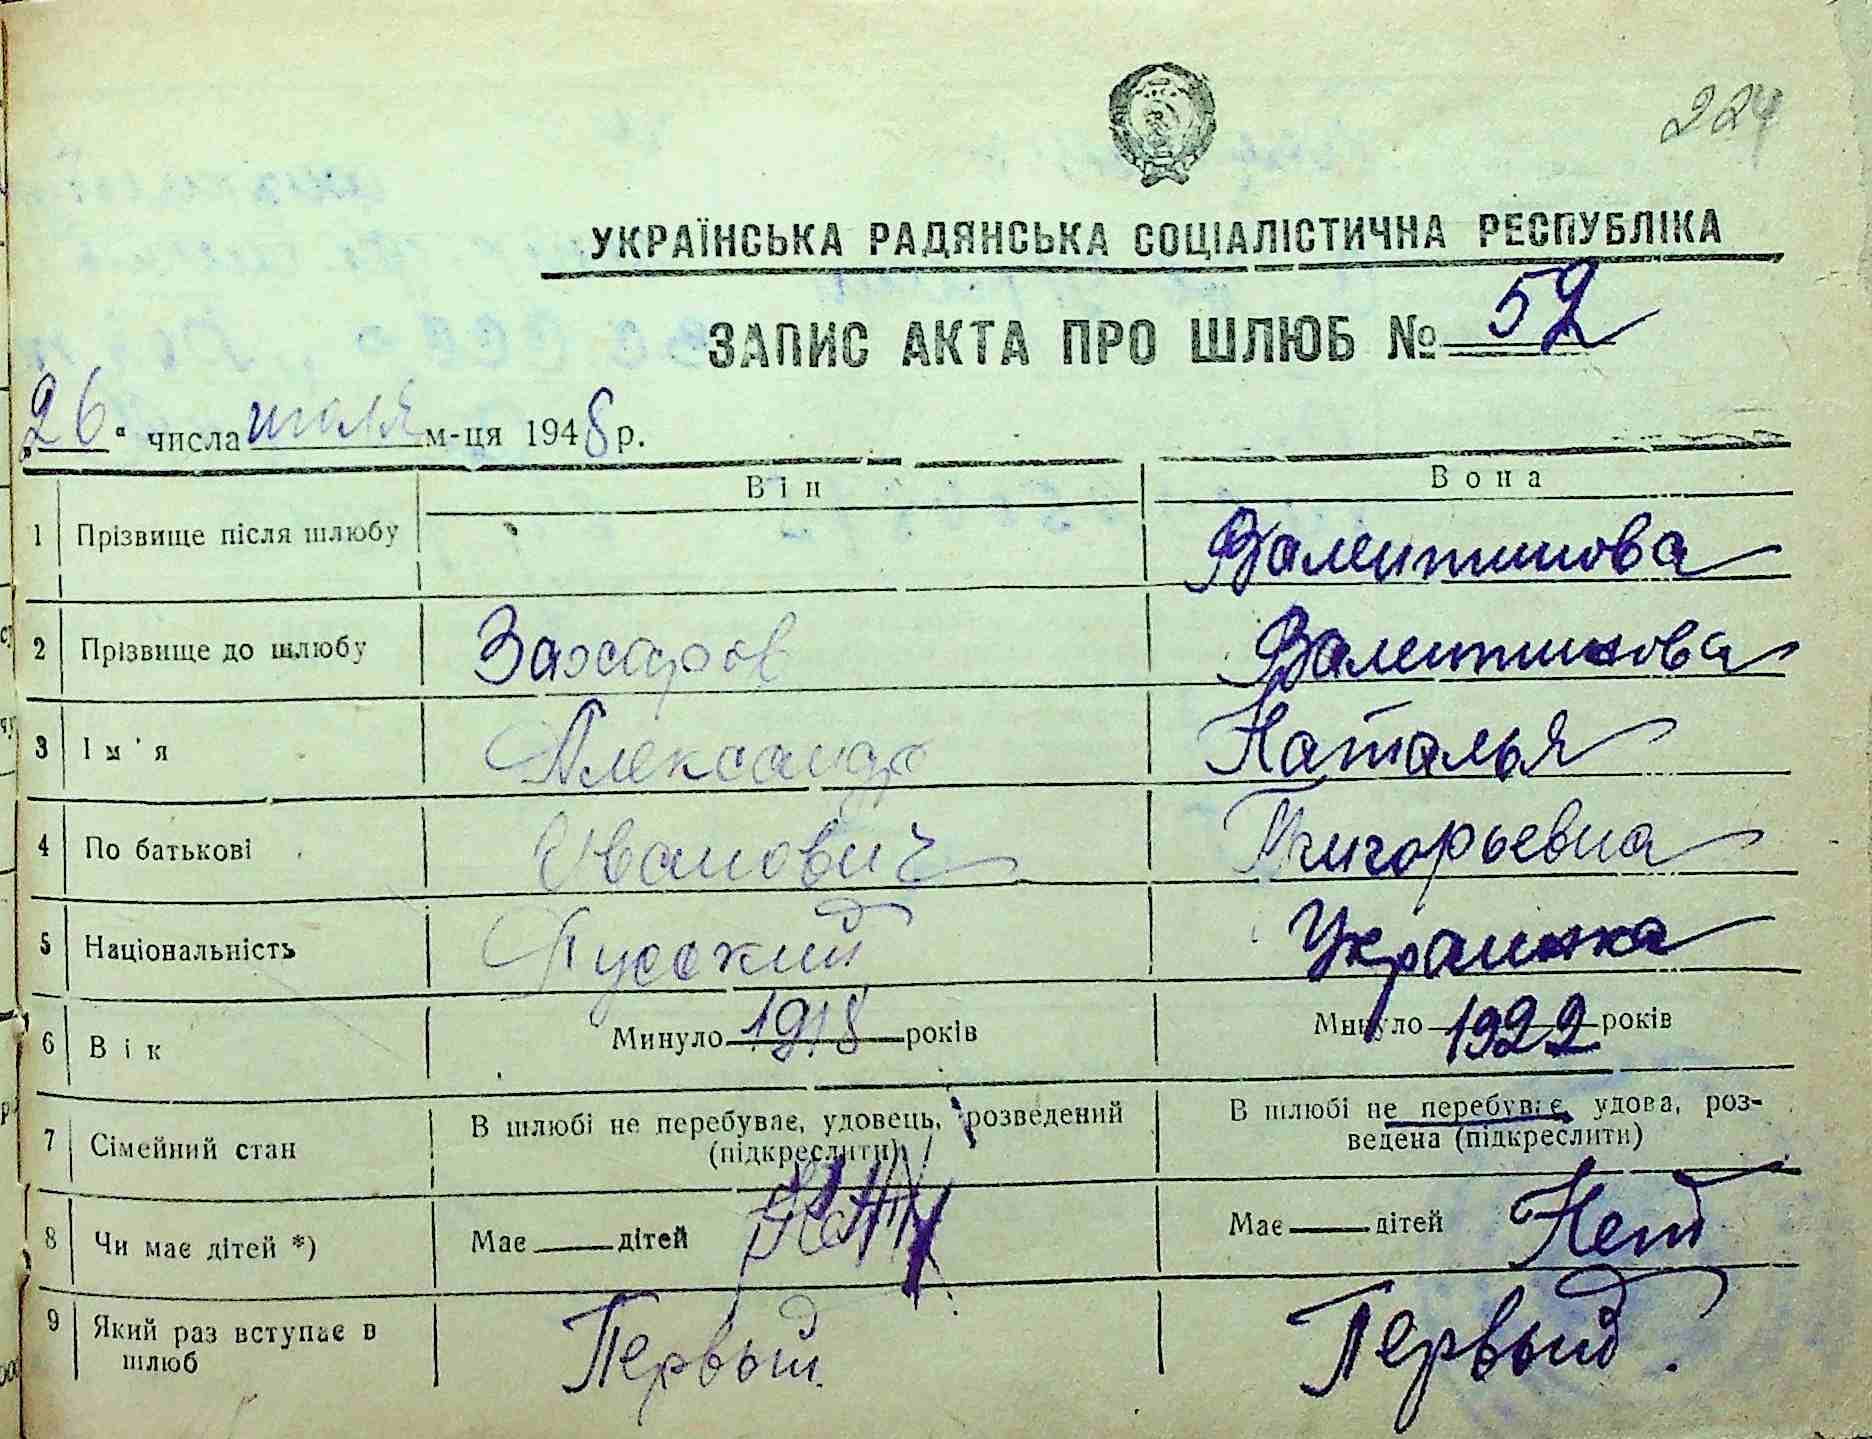 224
УКРАЇНСЬКА РАДЯНСЬКА СОЦІАЛІСТИЧНА РЕСПУБЛІКА
ЗАПИС АКТА ПРО ШЛЮБ № 52
„26“ числа июля м-ця 1948 р.
Він Вона
1 Прізвище після шлюбу Валентинова
2 Прізвище до шлюбу Захаров Валентинова
3 Ім'я Александр Наталья
4 По батькові Иванович Григорьевна
5 Національність Русский Украинка
6 Вік Минуло 1918 років Минуло 1922 років
7 Сімейний стан В шлюбі не перебуває, удовець, розведений (підкреслити) В шлюбі не перебуває, удова, розведена (підкреслити)
8 Чи має дітей *) Має дітей Має дітей Нет
9 Який раз вступає в шлюб Первый Первый.